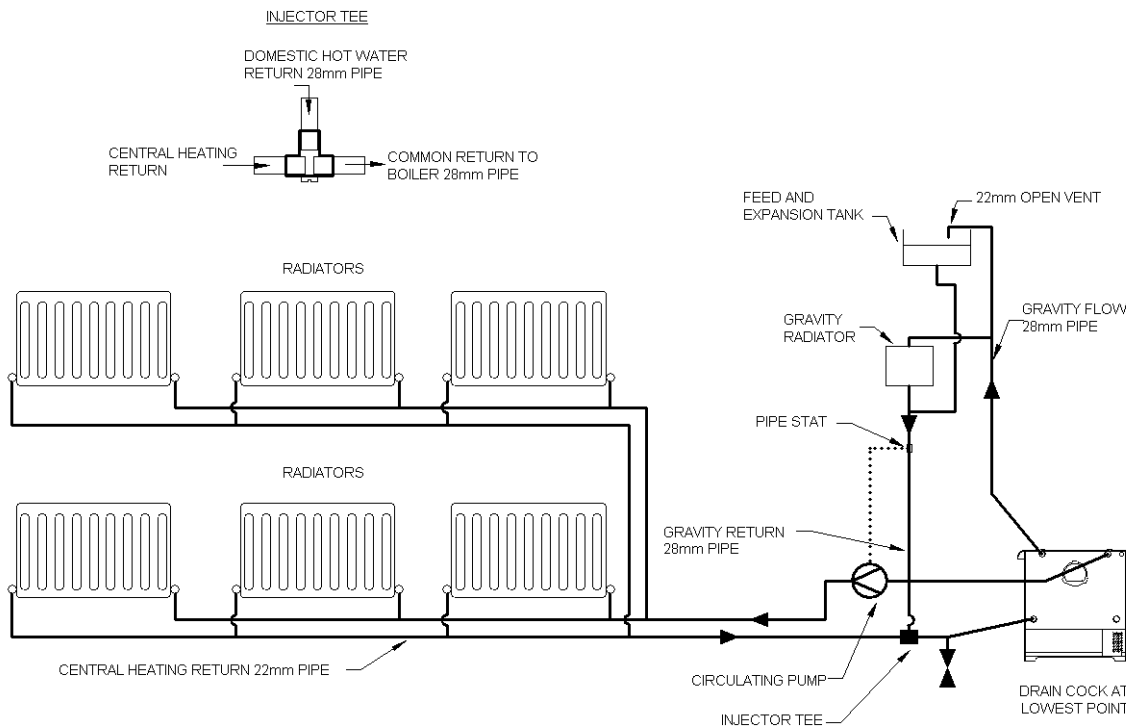 INJECTOR TEE
DOMESTIC HOT WATER
RETURN 28mm PIPE
CENTRAL HEATING
RETURN
COMMON RETURN TO
BOILER 28mm PIPE
FEED AND
EXPANSION TANK
22mm OPEN VENT
RADIATORS
GRAVITY
RADIATOR
GRAVITY FLOW
28mm PIPE
PIPE STAT
RADIATORS
GRAVITY RETURN
28mm PIPE
CENTRAL HEATING RETURN 22mm PIPE
CIRCULATING PUMP
INJECTOR TEE
DRAIN COCK AT
LOWEST POINT